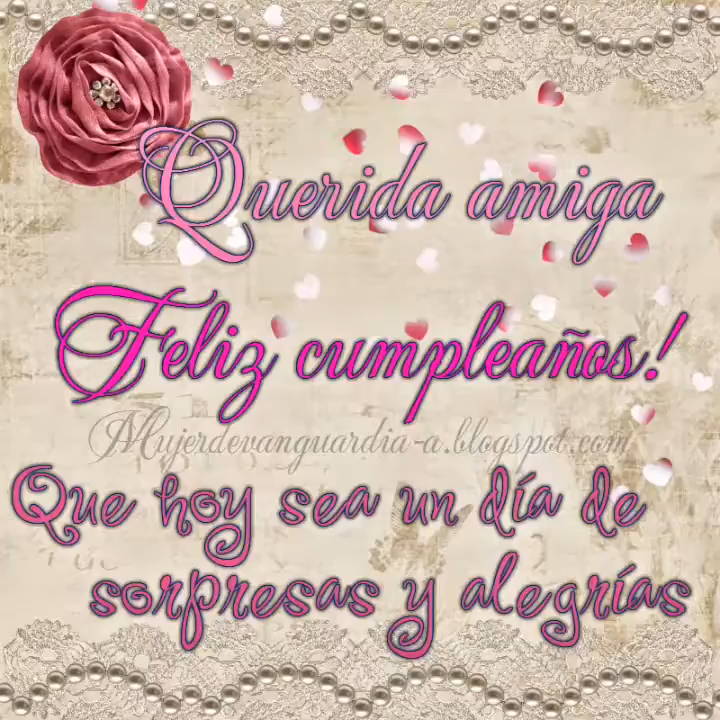 Querida amiga
Feliz cumpleaños!
Mujerdevanguardia-a.blogspot.com
Que hoy sea un día de
sorpresas y alegrías